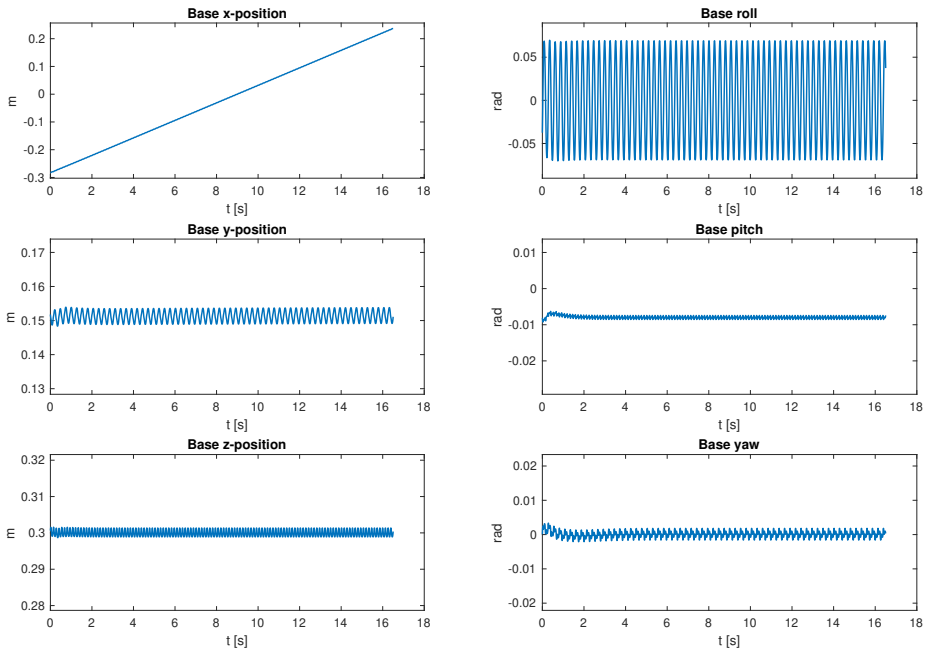 Base x-position
0.2
0.1
0
-0.1
-0.2
-0.3
m
0 2 4 6 8 10 12 14 16 18
t [s]
Base roll
0.05
0
-0.05
rad
0 2 4 6 8 10 12 14 16 18
t [s]
Base y-position
0.17
0.16
0.15
0.14
0.13
m
0 2 4 6 8 10 12 14 16 18
t [s]
Base pitch
0.01
0
-0.01
-0.02
rad
0 2 4 6 8 10 12 14 16 18
t [s]
Base z-position
0.32
0.31
0.3
0.29
0.28
m
0 2 4 6 8 10 12 14 16 18
t [s]
Base yaw
0.02
0.01
0
-0.01
-0.02
rad
0 2 4 6 8 10 12 14 16 18
t [s]